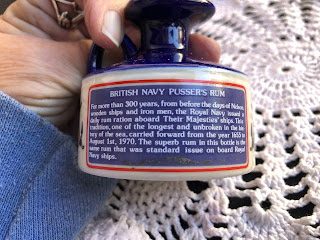 BRITISH NAVY PUSSER'S RUM
For more than 300 years, from before the days of Nelson,
wooden ships and iron men, the Royal Navy issued a
daily rum ration aboard Their Majesties' ships. This
tradition, one of the longest and unbroken in the his-
tory of the sea, carried forward from the year 1655 to
August 1st, 1970. The superb rum in this bottle is the
same rum that was standard issue on board Royal
Navy ships.